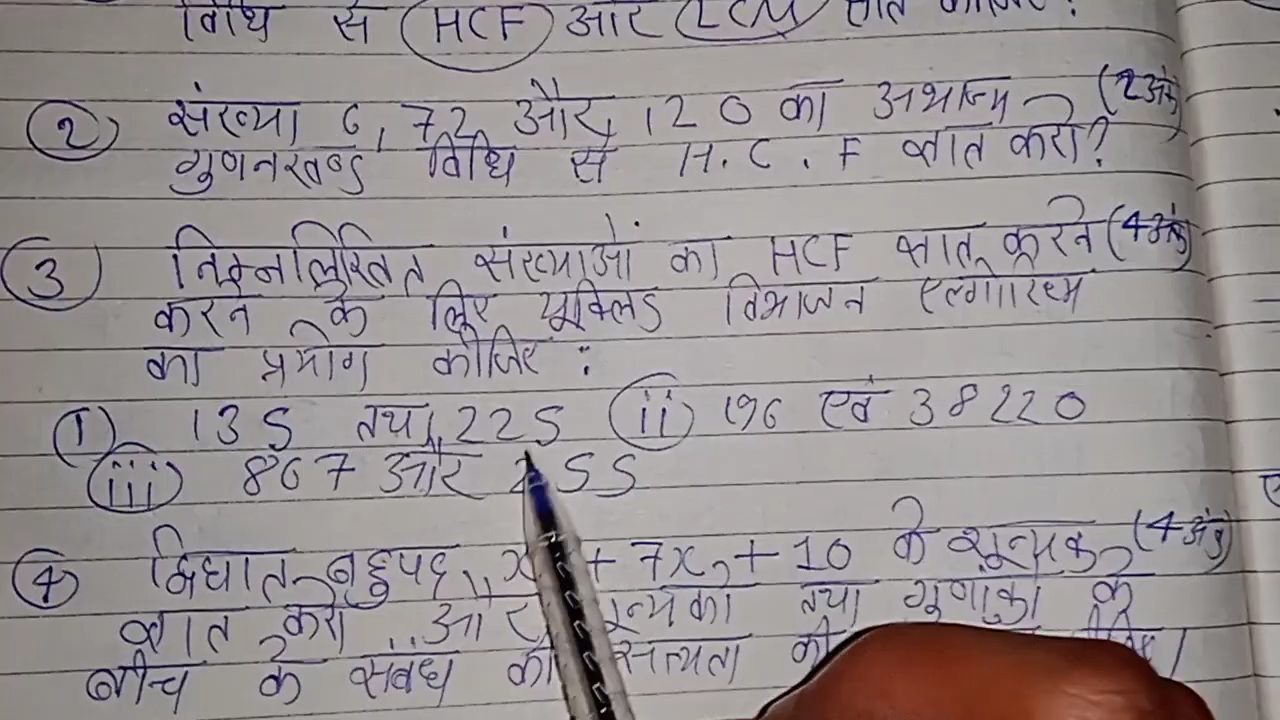 विधि से HCF और LCM ज्ञात कीजिए?
② संख्या 6, 72 और 120 का अभाज्य (2अंक)
गुणनखण्ड विधि से H.C.F ज्ञात करो?
③ निम्नलिखित संख्याओं का HCF ज्ञात करने (4अंक)
करने के लिए यूक्लिड विभाजन एल्गोरिथ्म
का प्रयोग कीजिए :
(i) 135 तथा 225 (ii) 196 एवं 38220
(iii) 867 और 255
④ द्विघात बहुपद x + 7x + 10 के शून्यक (4अंक)
ज्ञात करो और शून्यकों तथा गुणांकों के
बीच के संबंध की सत्यता की